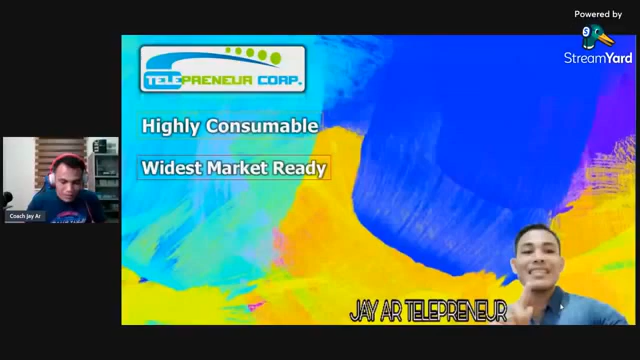 Powered by
StreamYard
TELEPRENEUR CORP.
Highly Consumable
Widest Market Ready
Coach Jay Ar
JAY AR TELEPRENEUR